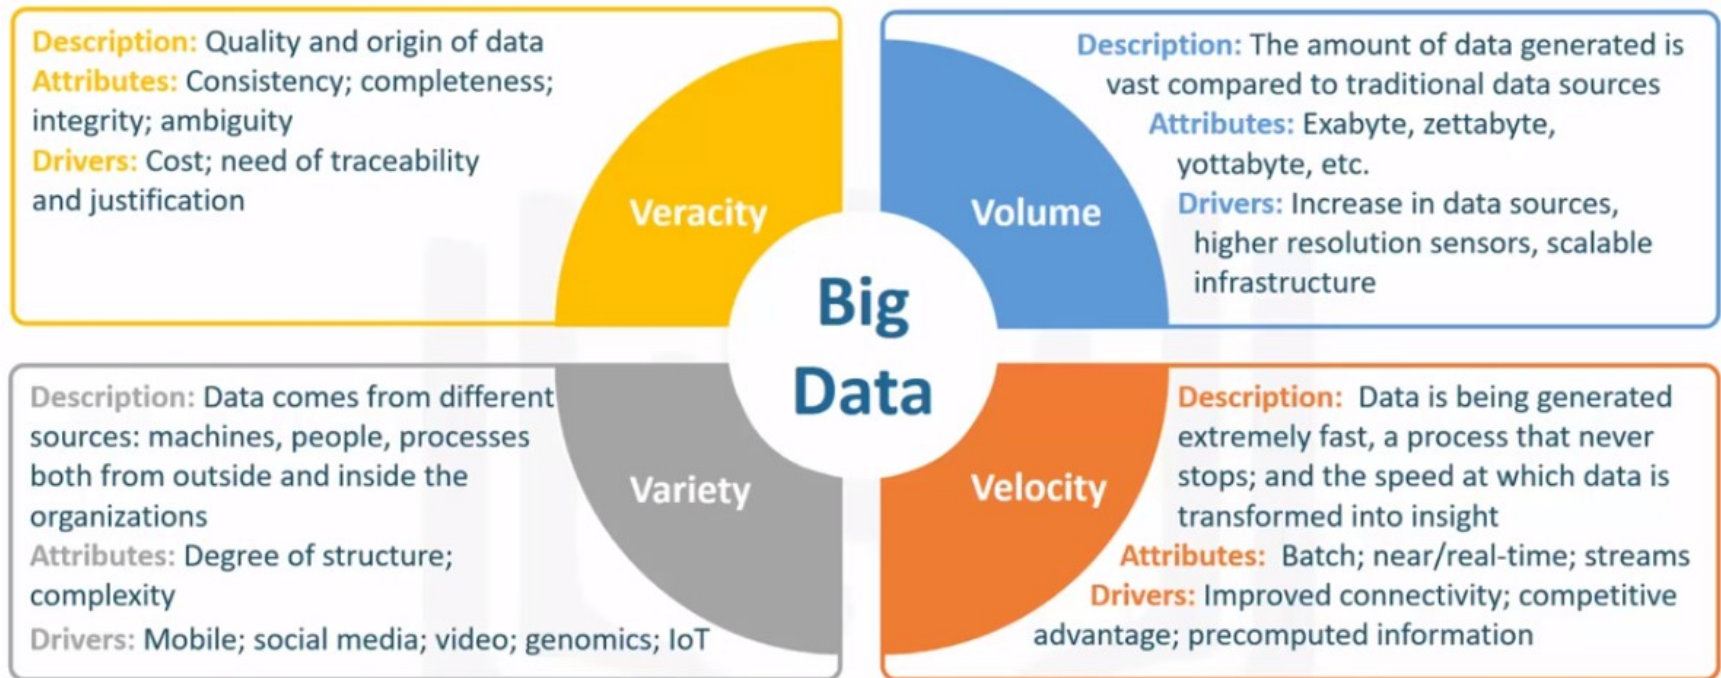 Description: Quality and origin of data
Attributes: Consistency; completeness;
integrity; ambiguity
Drivers: Cost; need of traceability
and justification
Veracity
Description: The amount of data generated is
vast compared to traditional data sources
Attributes: Exabyte, zettabyte,
yottabyte, etc.
Drivers: Increase in data sources,
higher resolution sensors, scalable
infrastructure
Volume
Big
Data
Description: Data comes from different
sources: machines, people, processes
both from outside and inside the
organizations
Attributes: Degree of structure;
complexity
Drivers: Mobile; social media; video; genomics; IoT
Variety
Description: Data is being generated
extremely fast, a process that never
stops; and the speed at which data is
transformed into insight
Attributes: Batch; near/real-time; streams
Drivers: Improved connectivity; competitive
advantage; precomputed information
Velocity